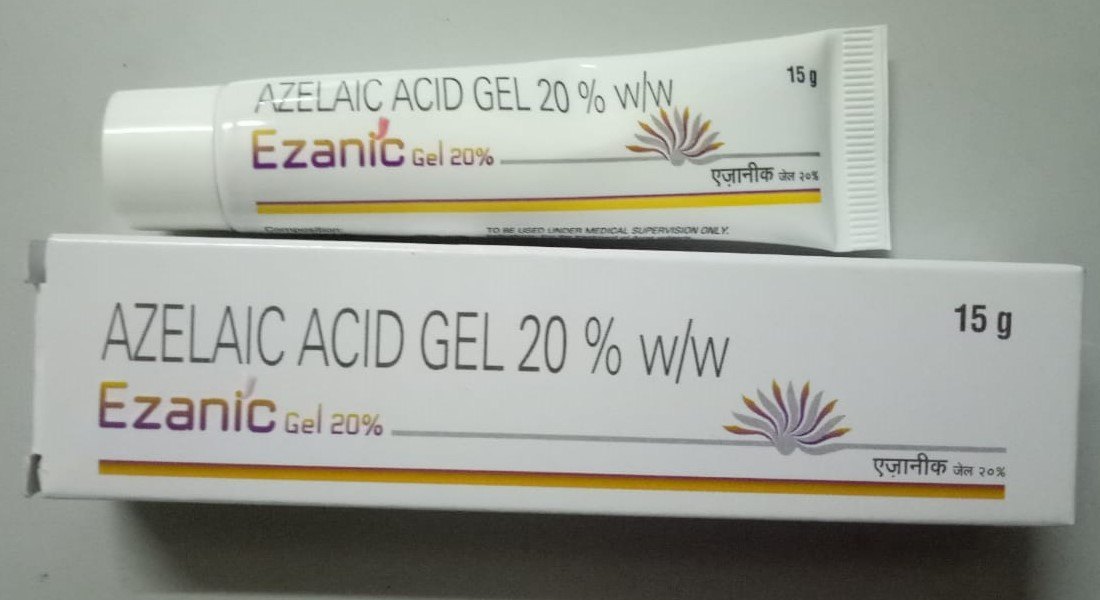 AZELAIC ACID GEL 20 % w/w
15 g
Ezanic Gel 20%
एज़ानीक जेल २०%
Composition:
TO BE USED UNDER MEDICAL SUPERVISION ONLY.
AZELAIC ACID GEL 20 % w/w
15 g
Ezanic Gel 20%
एज़ानीक जेल २०%